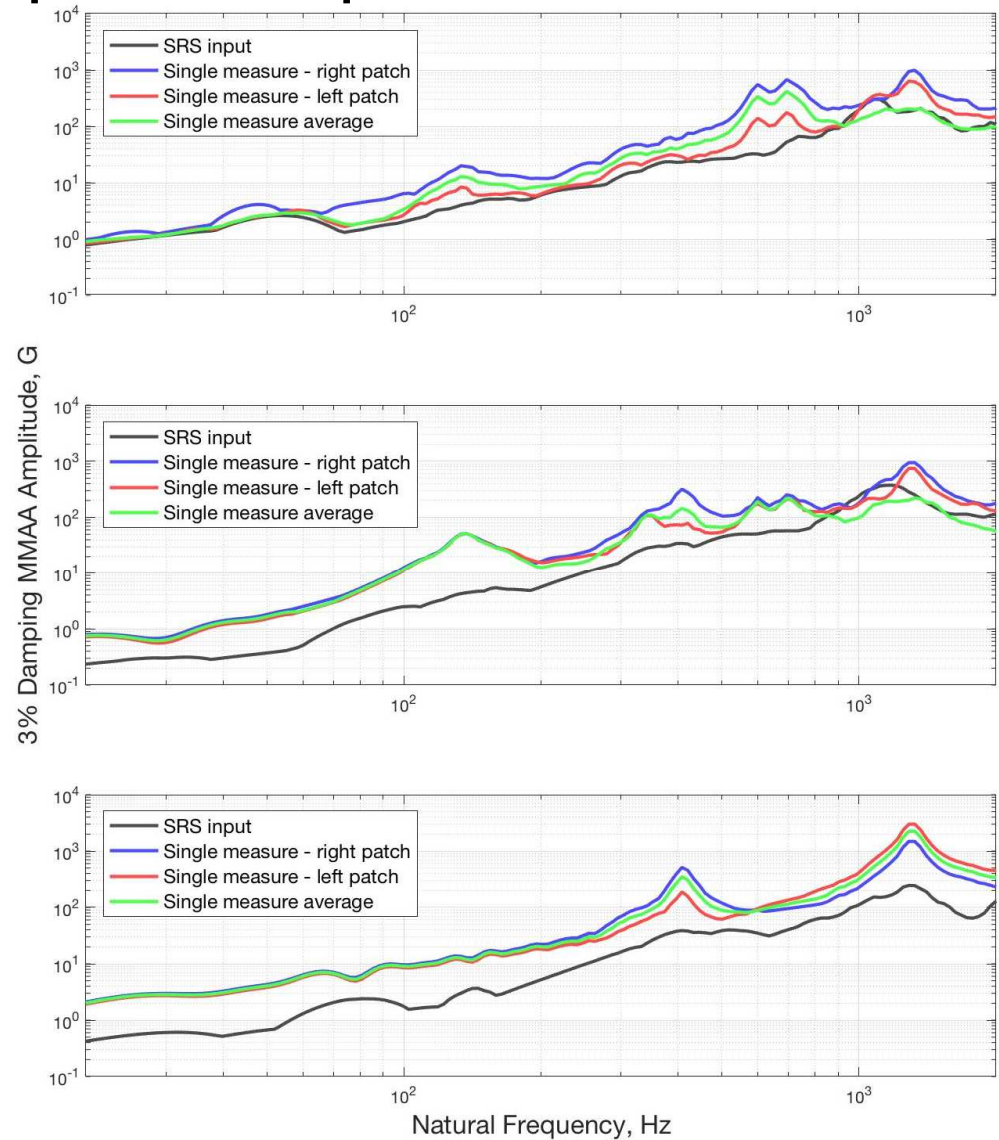 10^4
SRS input
Single measure - right patch
Single measure - left patch
Single measure average
10^3
10^2
10^1
10^0
10^-1
10^2
10^3
10^4
SRS input
Single measure - right patch
Single measure - left patch
Single measure average
10^3
10^2
10^1
10^0
10^-1
10^2
10^3
3% Damping MMAA Amplitude, G
10^4
SRS input
Single measure - right patch
Single measure - left patch
Single measure average
10^3
10^2
10^1
10^0
10^-1
10^2
10^3
Natural Frequency, Hz